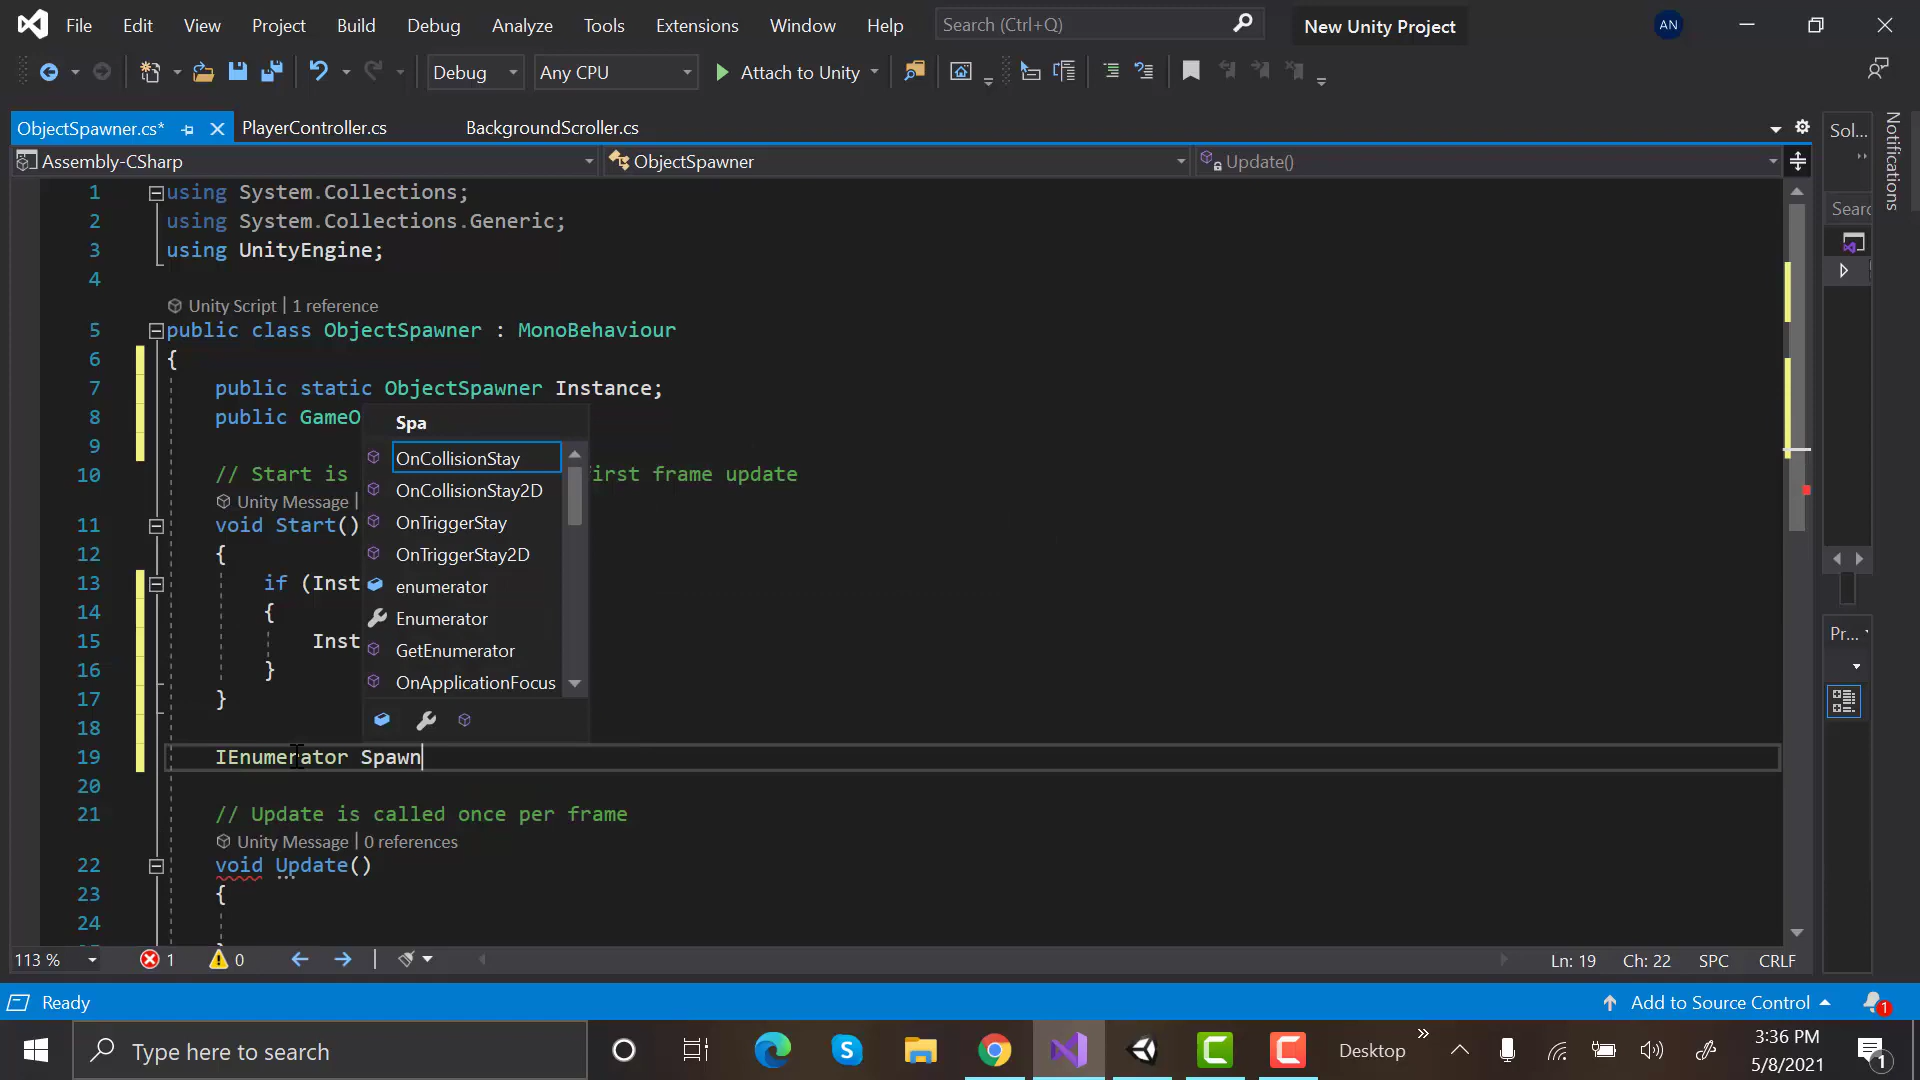 File Edit View Project Build Debug Analyze Tools Extensions Window Help Search (Ctrl+Q) New Unity Project AN
Debug Any CPU Attach to Unity
ObjectSpawner.cs* PlayerController.cs BackgroundScroller.cs Sol...
Assembly-CSharp ObjectSpawner Update()
Notifications
Searc
1 using System.Collections;
2 using System.Collections.Generic;
3 using UnityEngine;
4
Unity Script | 1 reference
5 public class ObjectSpawner : MonoBehaviour
6 {
7 public static ObjectSpawner Instance;
8 public GameO
Spa
9
OnCollisionStay
10 // Start is irst frame update
OnCollisionStay2D
Unity Message |
11 void Start()
OnTriggerStay
12 {
OnTriggerStay2D
13 if (Inst
enumerator
14 {
Enumerator
15 Inst
GetEnumerator
16 }
OnApplicationFocus
17 }
18
19 IEnumerator Spawn
20
21 // Update is called once per frame
Unity Message | 0 references
22 void Update()
23 {
24
Pr...
113 % 1 0 Ln: 19 Ch: 22 SPC CRLF
Ready Add to Source Control 1
Type here to search Desktop 3:36 PM
5/8/2021 1